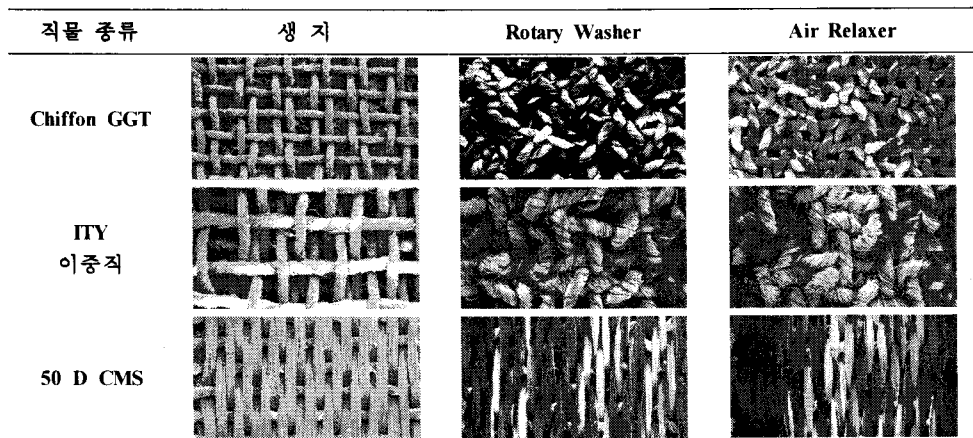 직물 종류 생 지 Rotary Washer Air Relaxer
Chiffon GGT
ITY
이중직
50 D CMS